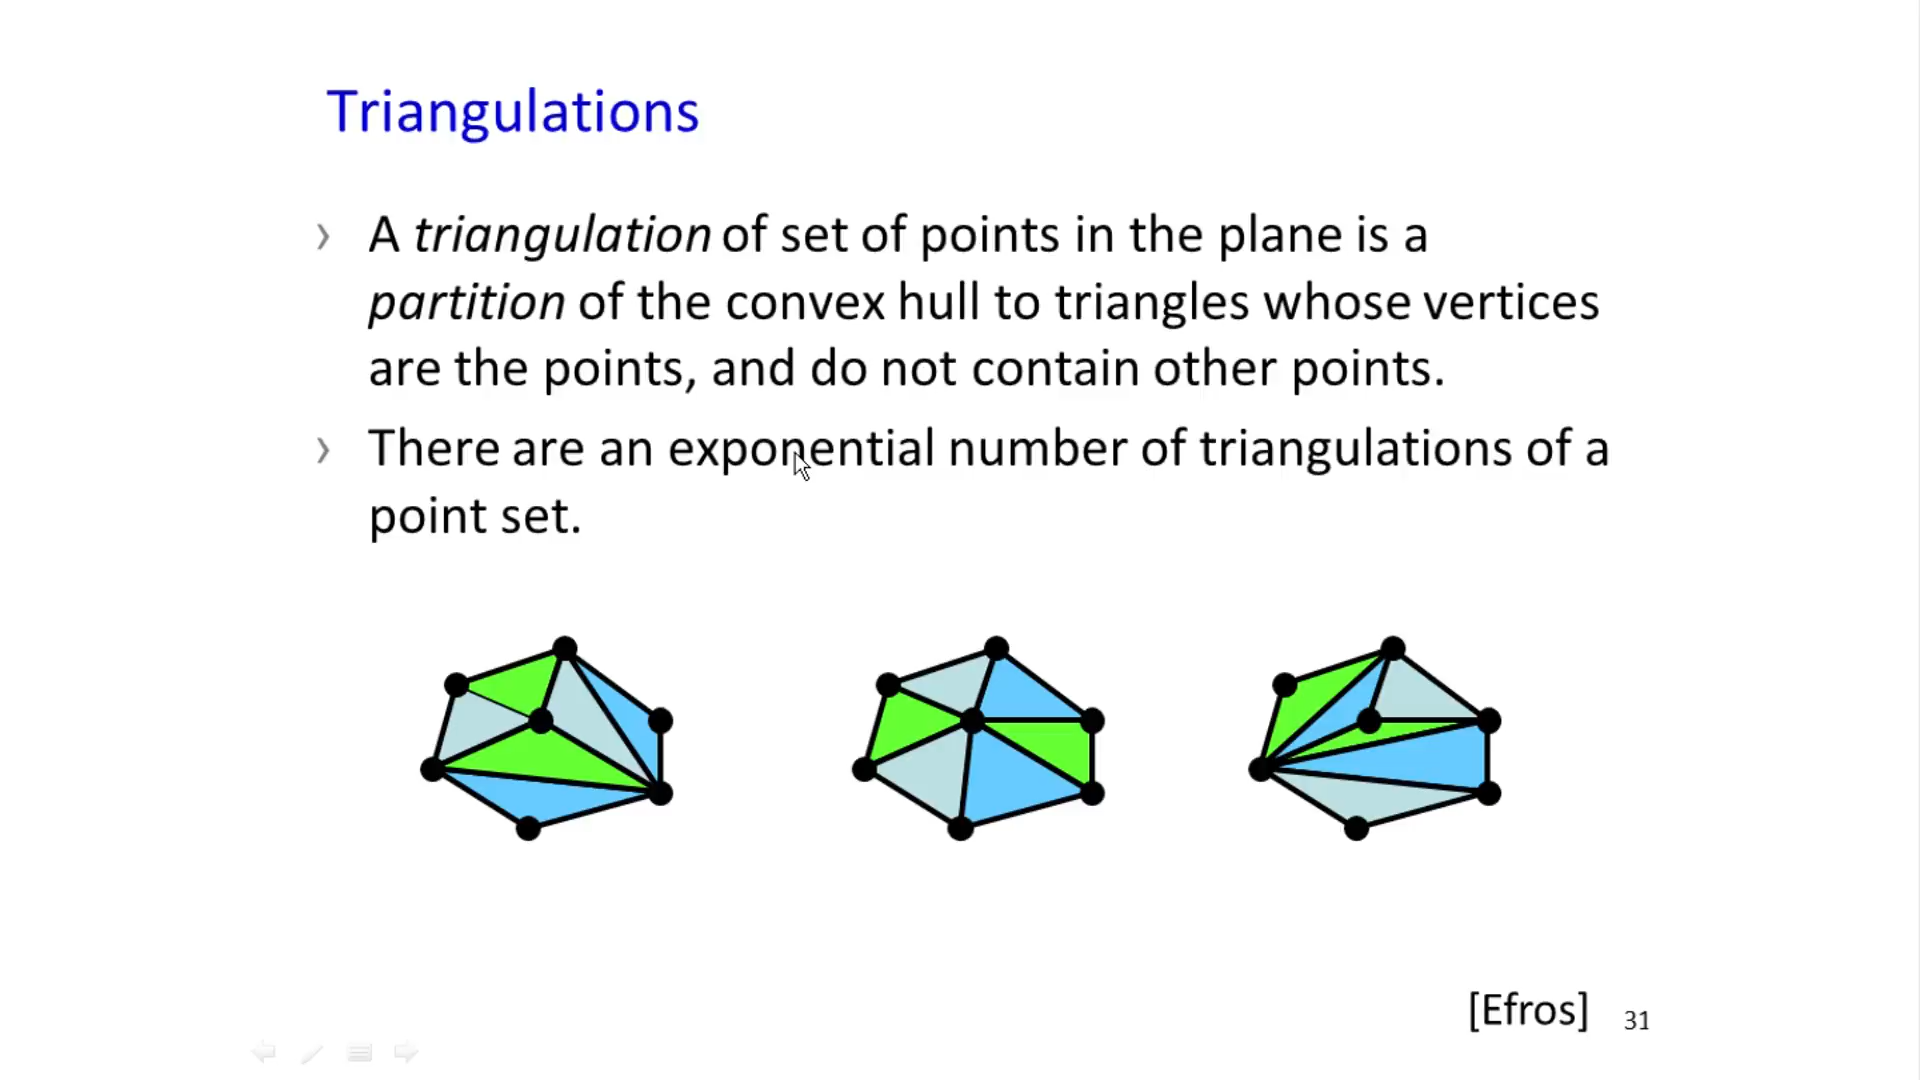 Triangulations
› A triangulation of set of points in the plane is a
partition of the convex hull to triangles whose vertices
are the points, and do not contain other points.
› There are an exponential number of triangulations of a
point set.
[Efros]
31